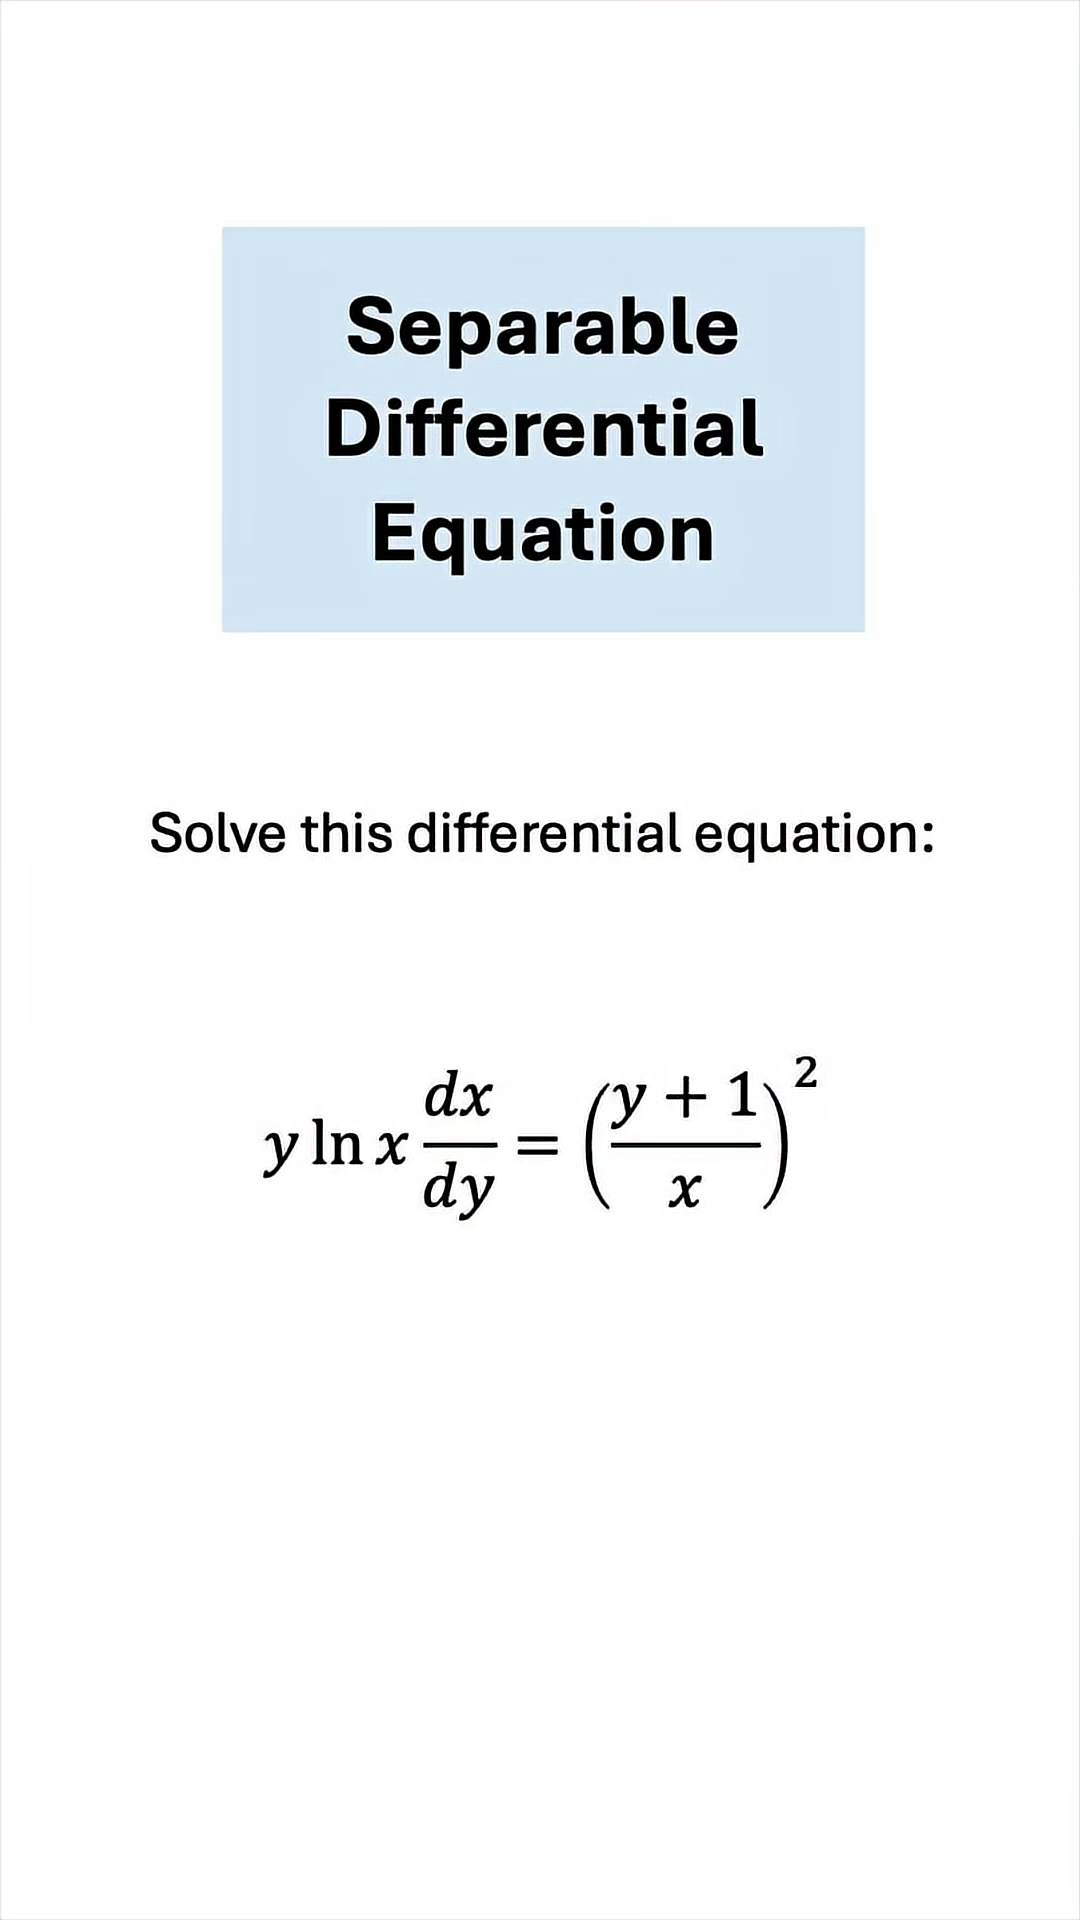 Separable
Differential
Equation
Solve this differential equation:
y ln x dx/dy = ((y + 1)/x)²